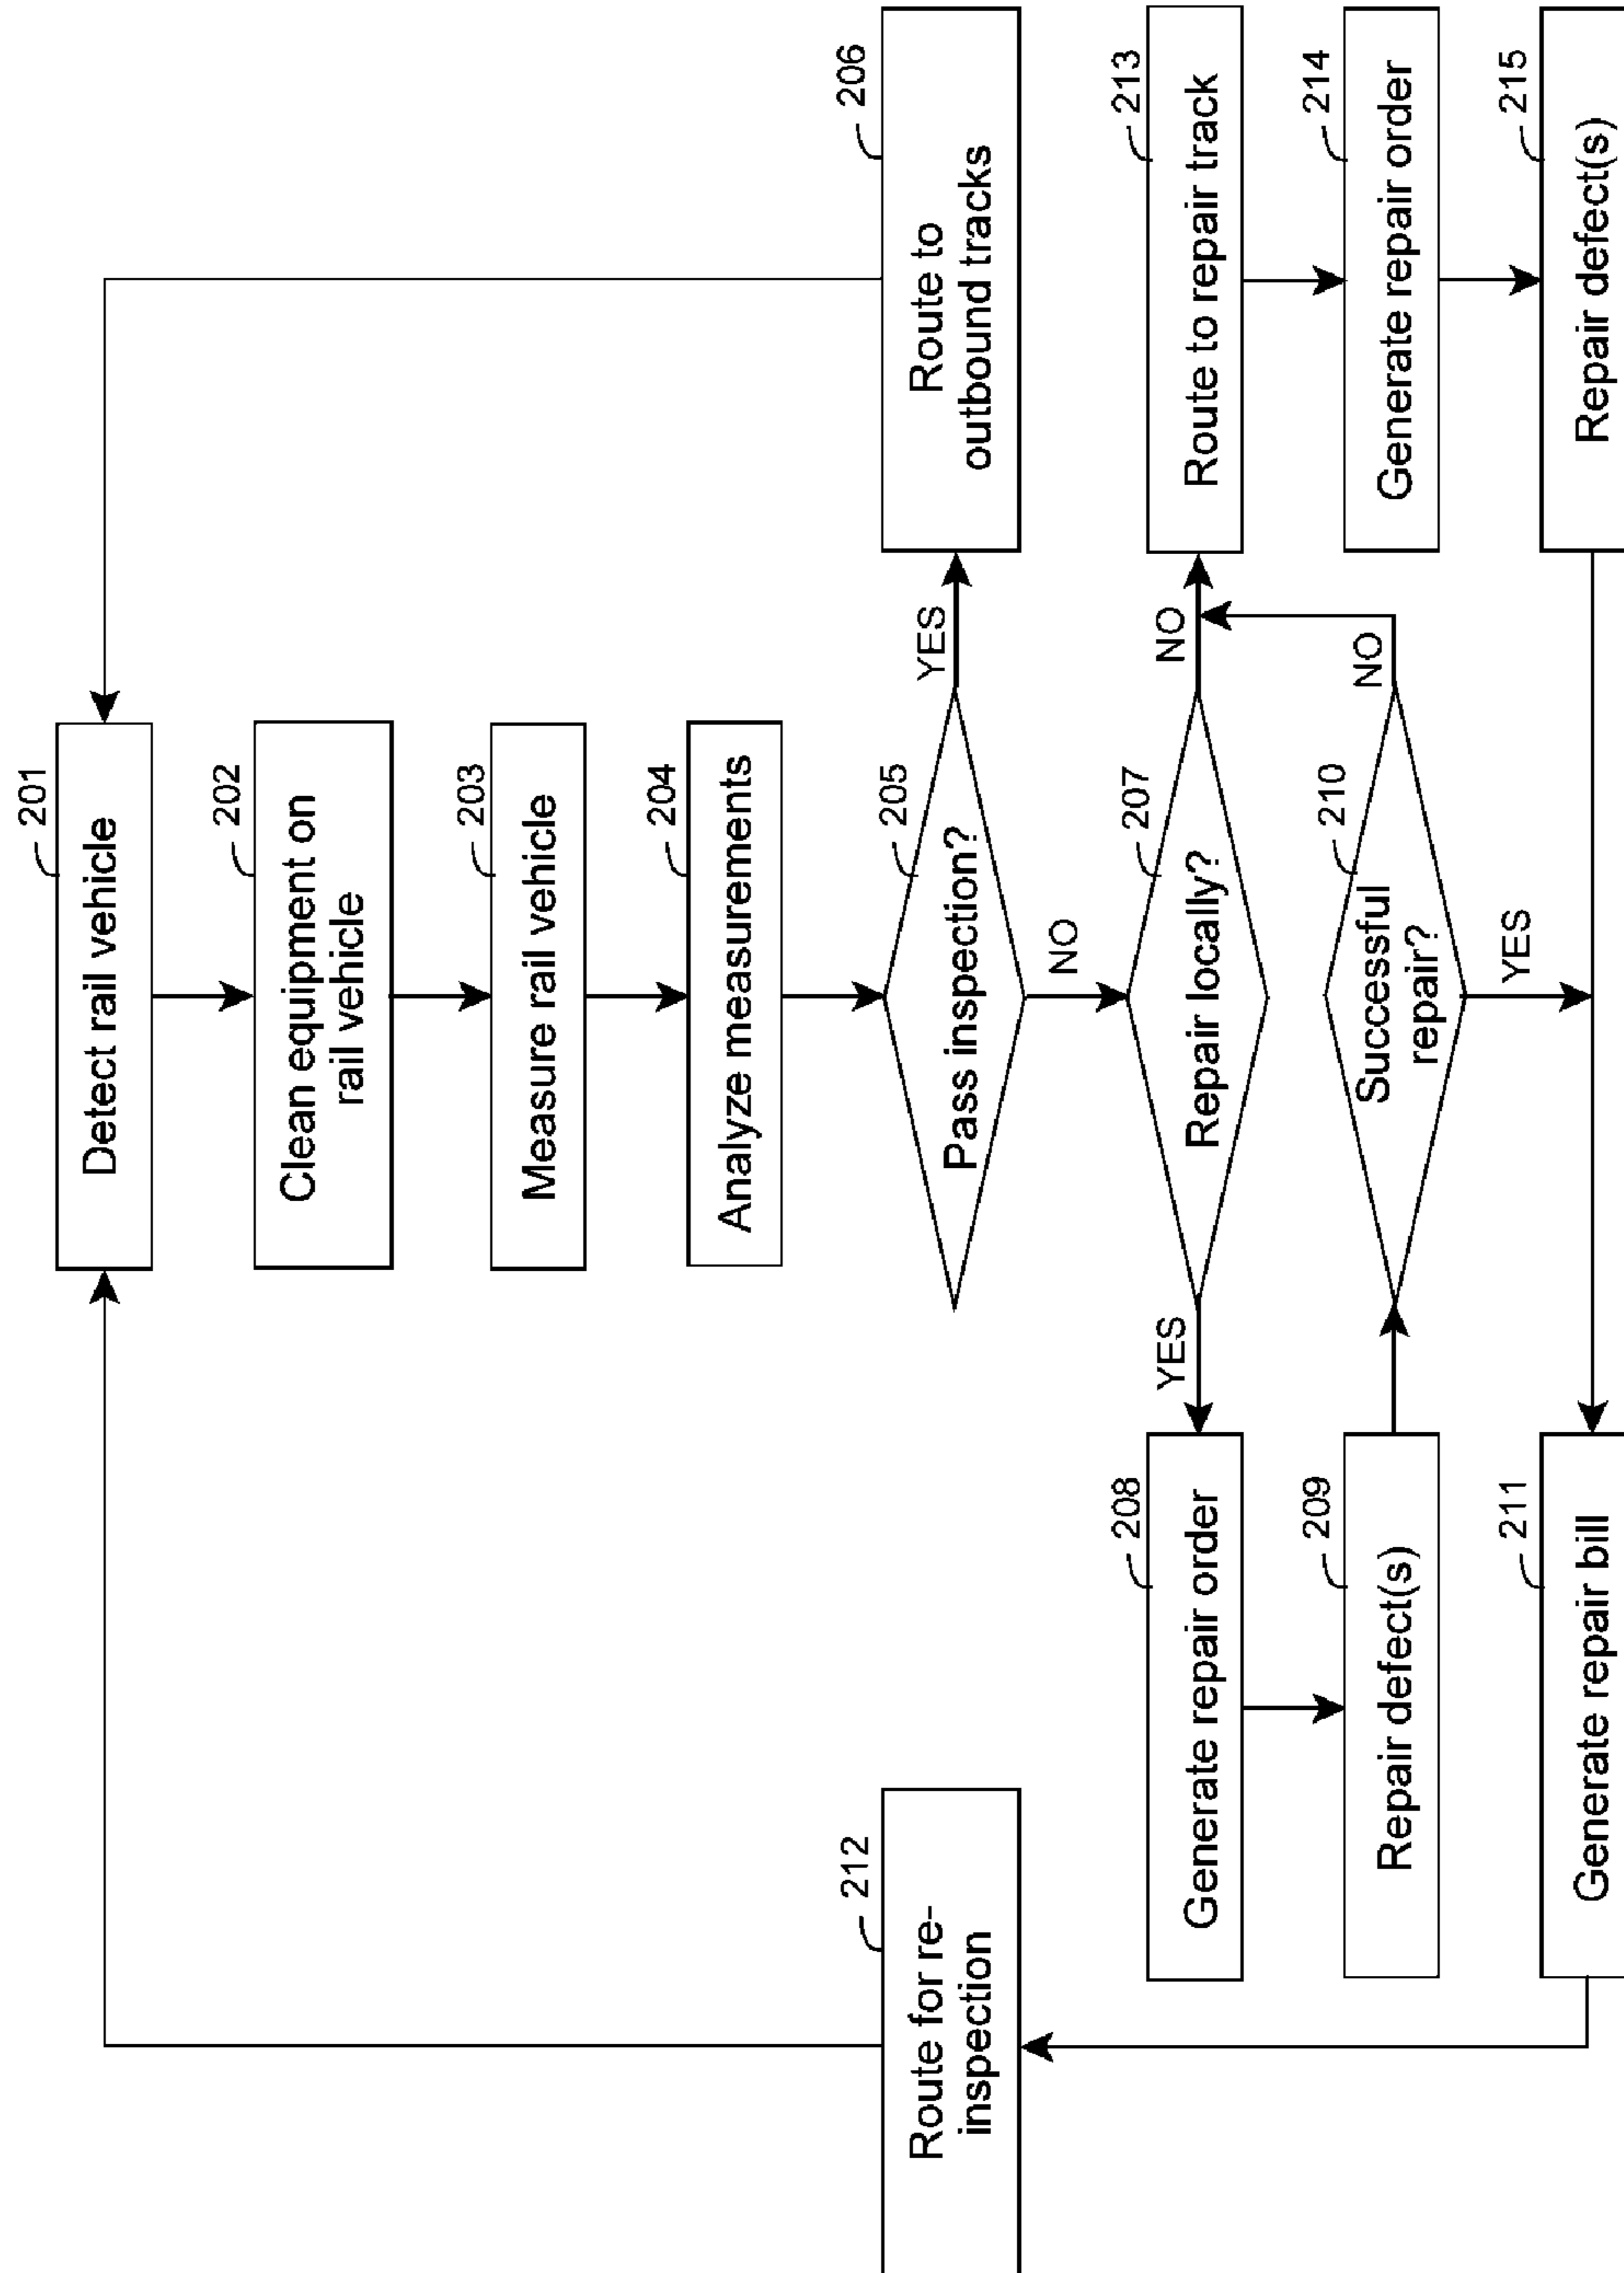 201
Detect rail vehicle
202
Clean equipment on
rail vehicle
203
Measure rail vehicle
204
Analyze measurements
205
Pass inspection?
YES
NO
206
Route to
outbound tracks
207
Repair locally?
YES
NO
208
Generate repair order
209
Repair defect(s)
210
Successful
repair?
NO
YES
211
Generate repair bill
212
Route for re-
inspection
213
Route to repair track
214
Generate repair order
215
Repair defect(s)